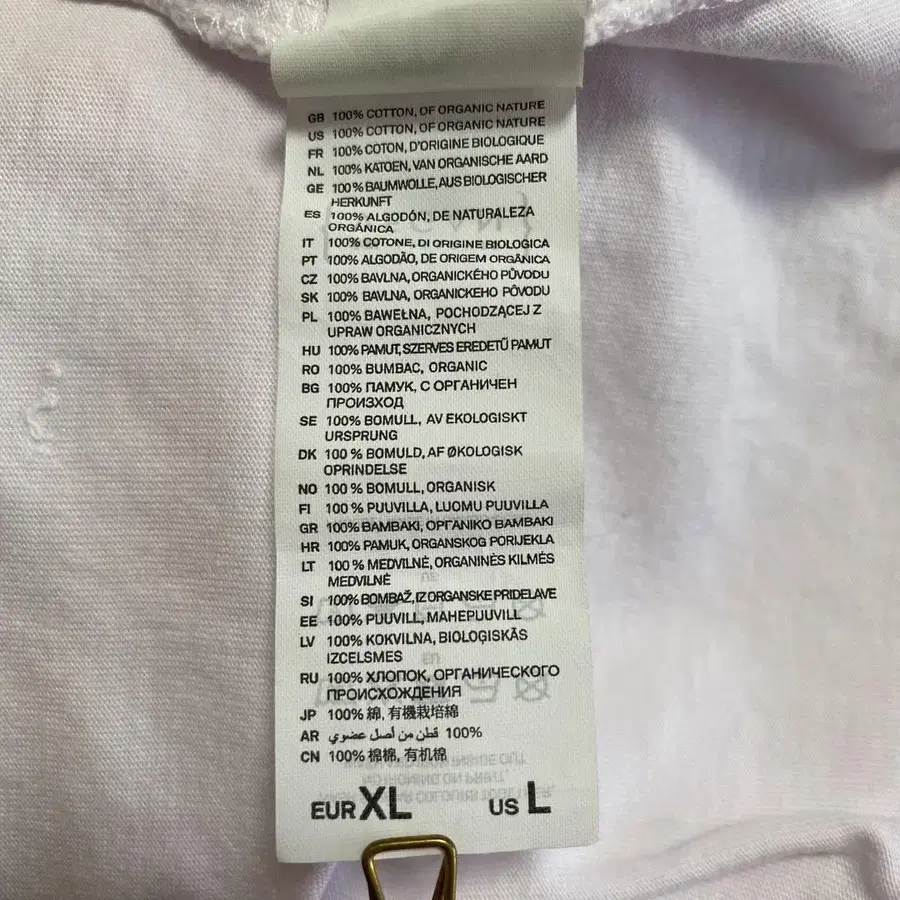 GB 100% COTTON, OF ORGANIC NATURE
US 100% COTTON, OF ORGANIC NATURE
FR 100% COTON, D'ORIGINE BIOLOGIQUE
NL 100% KATOEN, VAN ORGANISCHE AARD
GE 100% BAUMWOLLE, AUS BIOLOGISCHER
HERKUNFT
ES 100% ALGODÓN, DE NATURALEZA
ORGÁNICA
IT 100% COTONE, DI ORIGINE BIOLOGICA
PT 100% ALGODÃO, DE ORIGEM ORGÂNICA
CZ 100% BAVLNA, ORGANICKÉHO PŮVODU
SK 100% BAVLNA, ORGANICKEHO PÔVODU
PL 100% BAWEŁNA, POCHODZĄCEJ Z
UPRAW ORGANICZNYCH
HU 100% PAMUT, SZERVES EREDETŰ PAMUT
RO 100% BUMBAC, ORGANIC
BG 100% ПАМУК, С ОРГАНИЧЕН
ПРОИЗХОД
SE 100% BOMULL, AV EKOLOGISKT
URSPRUNG
DK 100 % BOMULD, AF ØKOLOGISK
OPRINDELSE
NO 100 % BOMULL, ORGANISK
FI 100 % PUUVILLA, LUOMU PUUVILLA
GR 100% ΒΑΜΒΑΚΙ, ΟΡΓΑΝΙΚΟ ΒΑΜΒΑΚΙ
HR 100% PAMUK, ORGANSKOG PORIJEKLA
LT 100 % MEDVILNĖ, ORGANINĖS KILMĖS
MEDVILNĖ
SI 100% BOMBAŽ, IZ ORGANSKE PRIDELAVE
EE 100% PUUVILL, MAHEPUUVILL
LV 100% KOKVILNA, BIOLOĢISKĀS
IZCELSMES
RU 100% ХЛОПОК, ОРГАНИЧЕСКОГО
ПРОИСХОЖДЕНИЯ
JP 100% 綿, 有機栽培綿
AR 100% قطن من أصل عضوي
CN 100% 棉棉, 有机棉
EUR XL US L